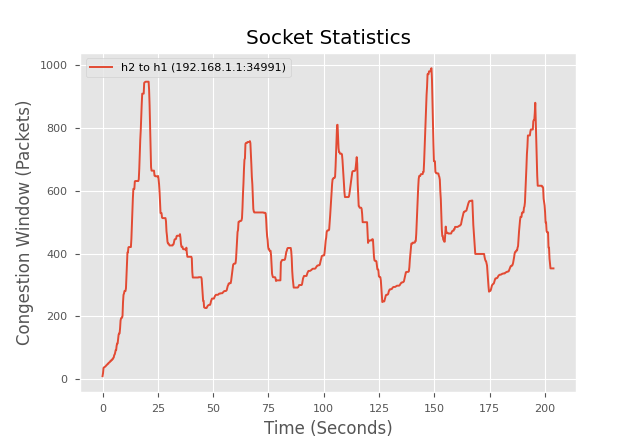 Socket Statistics
h2 to h1 (192.168.1.1:34991)
Congestion Window (Packets)
1000
800
600
400
200
0
0 25 50 75 100 125 150 175 200
Time (Seconds)